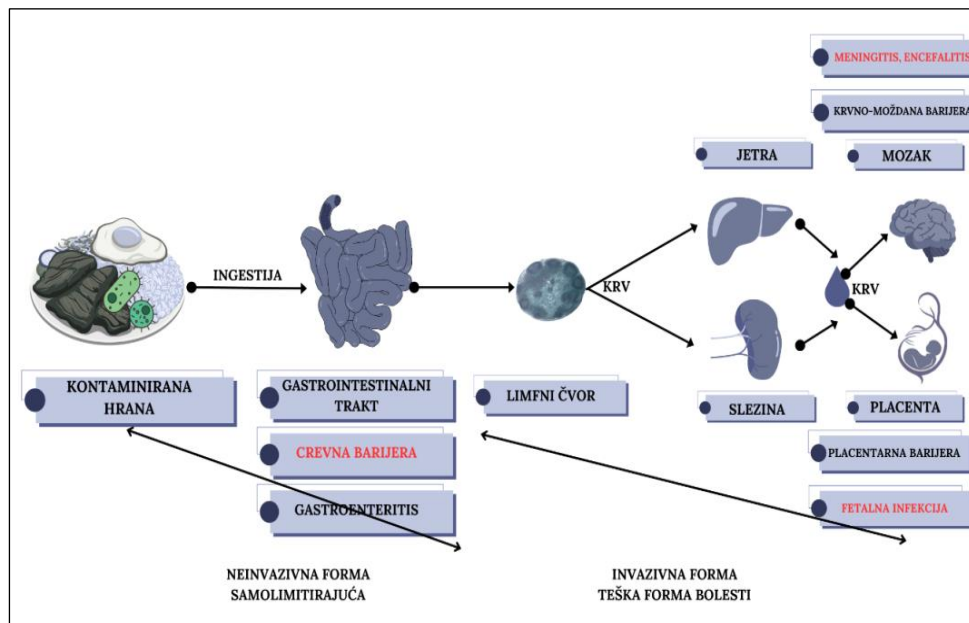 MENINGITIS, ENCEFALITIS
KRVNO-MOŽDANA BARIJERA
JETRA
MOZAK
INGESTIJA
KRV
KRV
KONTAMINIRANA
HRANA
GASTROINTESTINALNI
TRAKT
LIMFNI ČVOR
SLEZINA
PLACENTA
CREVNA BARIJERA
PLACENTARNA BARIJERA
GASTROENTERITIS
FETALNA INFEKCIJA
NEINVAZIVNA FORMA
SAMOLIMITIRAJUĆA
INVAZIVNA FORMA
TEŠKA FORMA BOLESTI